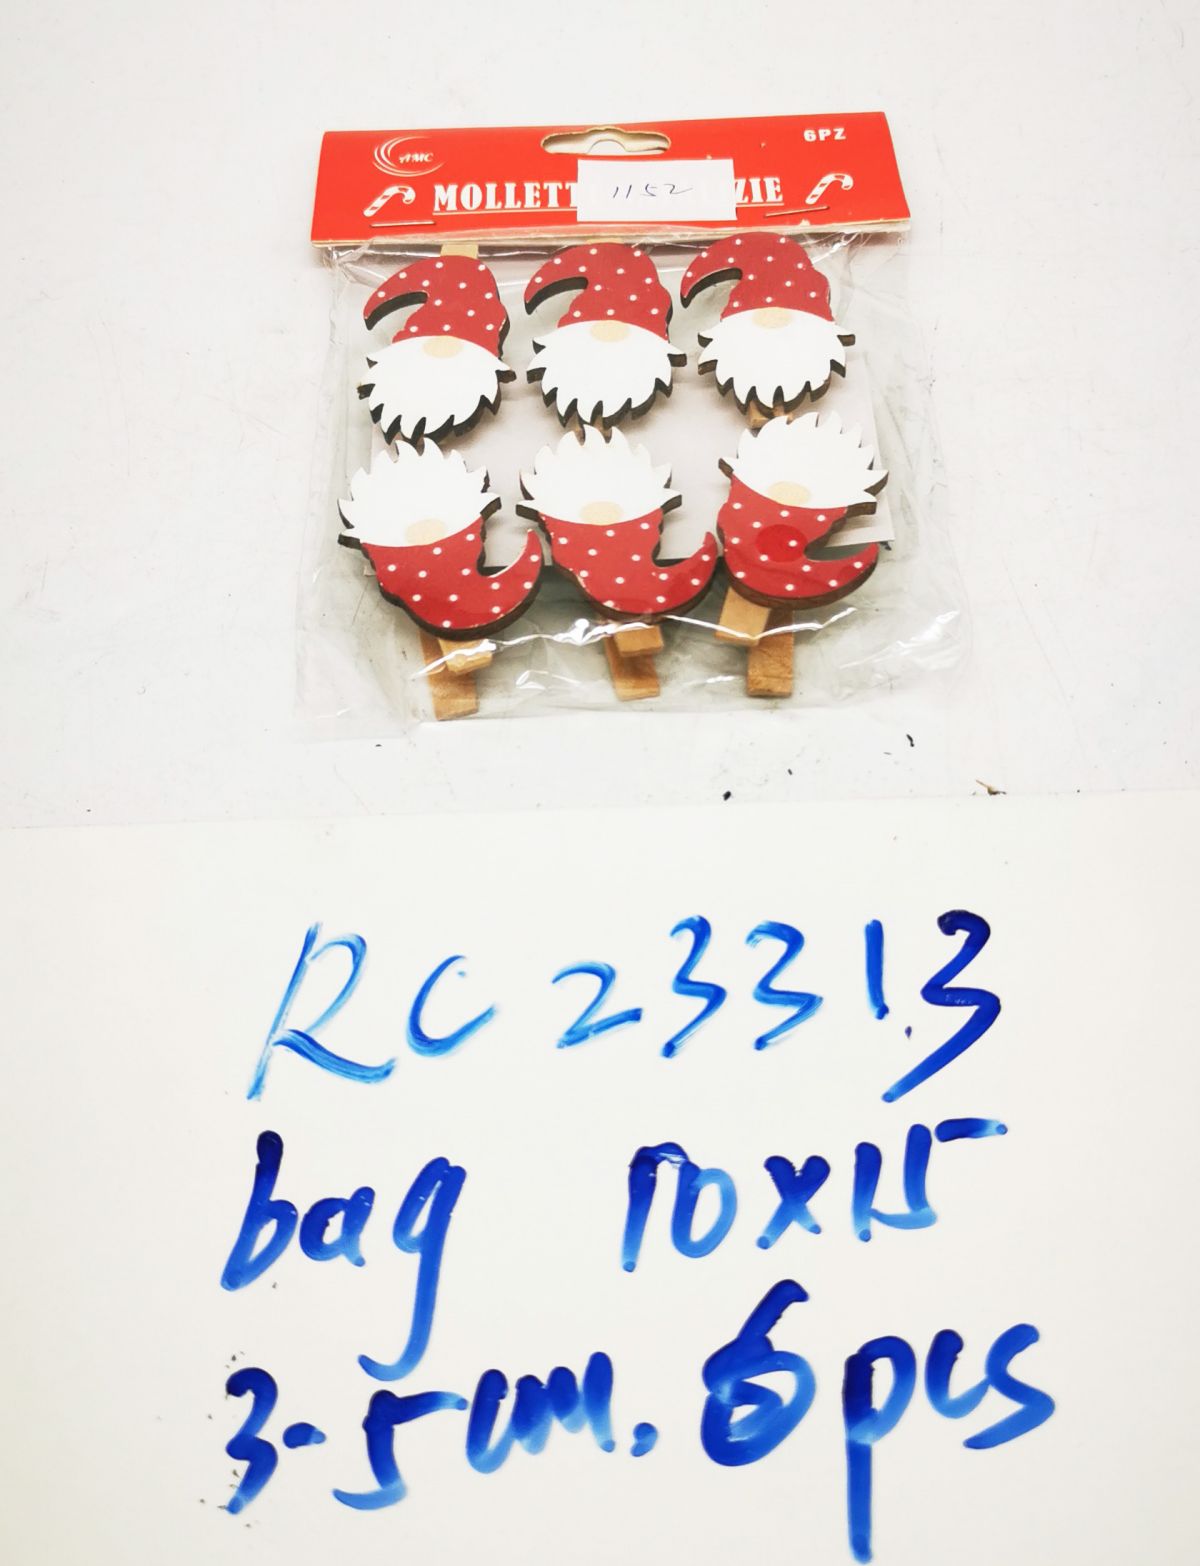 AMC
6PZ
MOLLETT 1152 ZIE
RC23313
bag 10x15
3-5cm. 6pcs